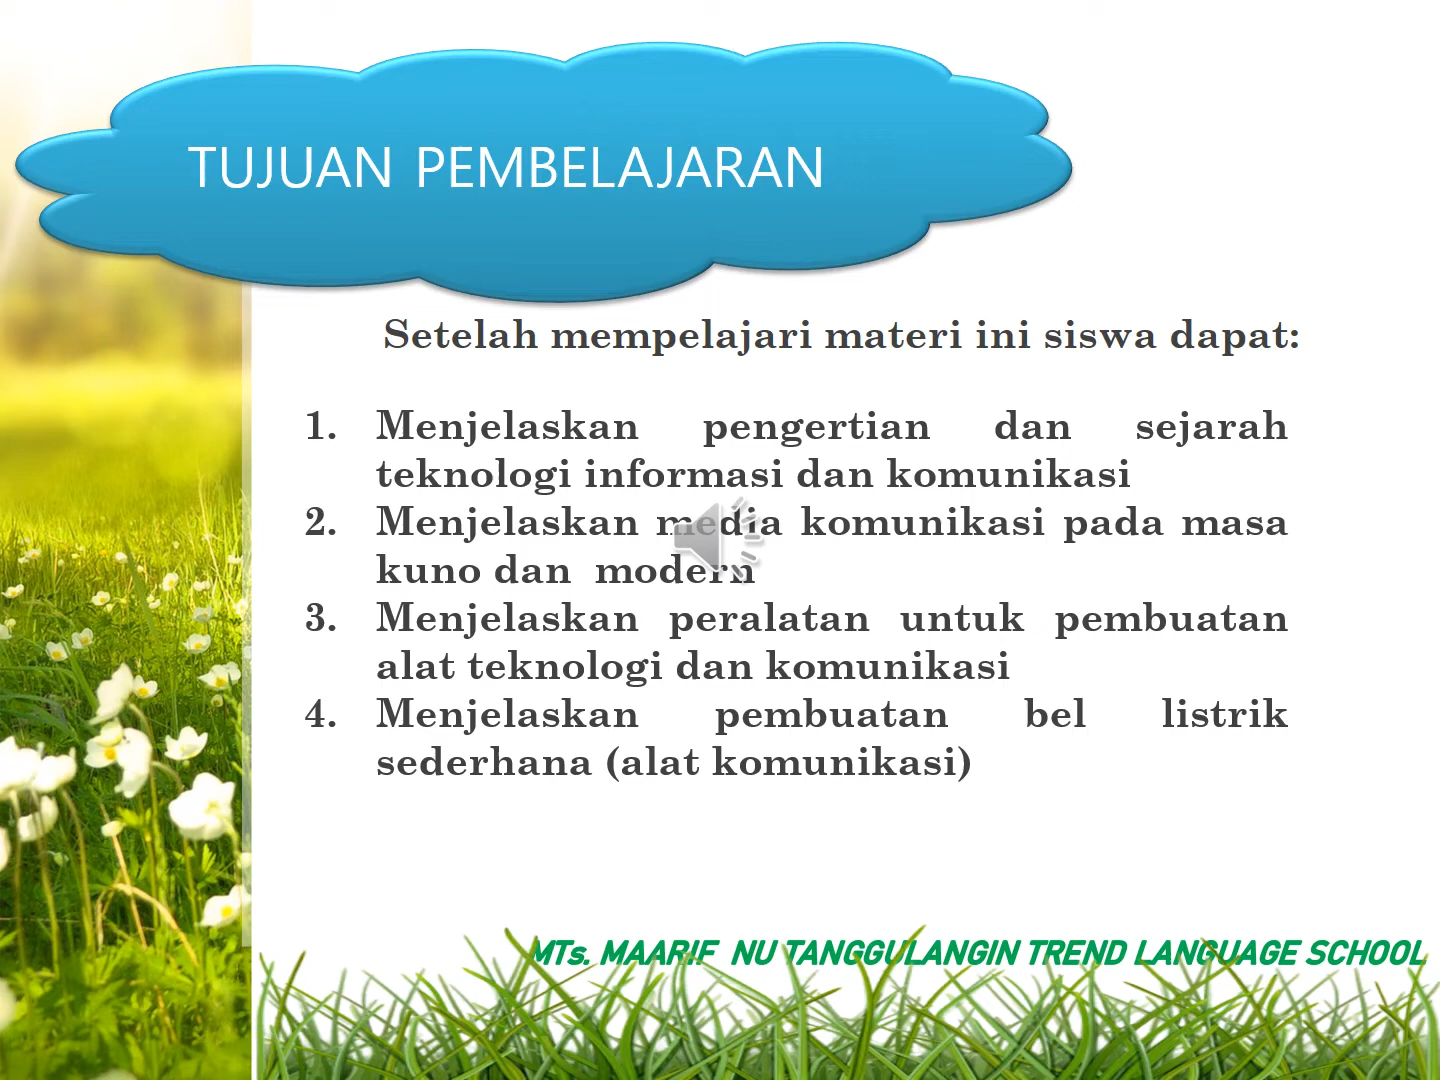 TUJUAN PEMBELAJARAN
Setelah mempelajari materi ini siswa dapat:
1. Menjelaskan pengertian dan sejarah
teknologi informasi dan komunikasi
2. Menjelaskan media komunikasi pada masa
kuno dan modern
3. Menjelaskan peralatan untuk pembuatan
alat teknologi dan komunikasi
4. Menjelaskan pembuatan bel listrik
sederhana (alat komunikasi)
MTs. MAARIF NU TANGGULANGIN TREND LANGUAGE SCHOOL